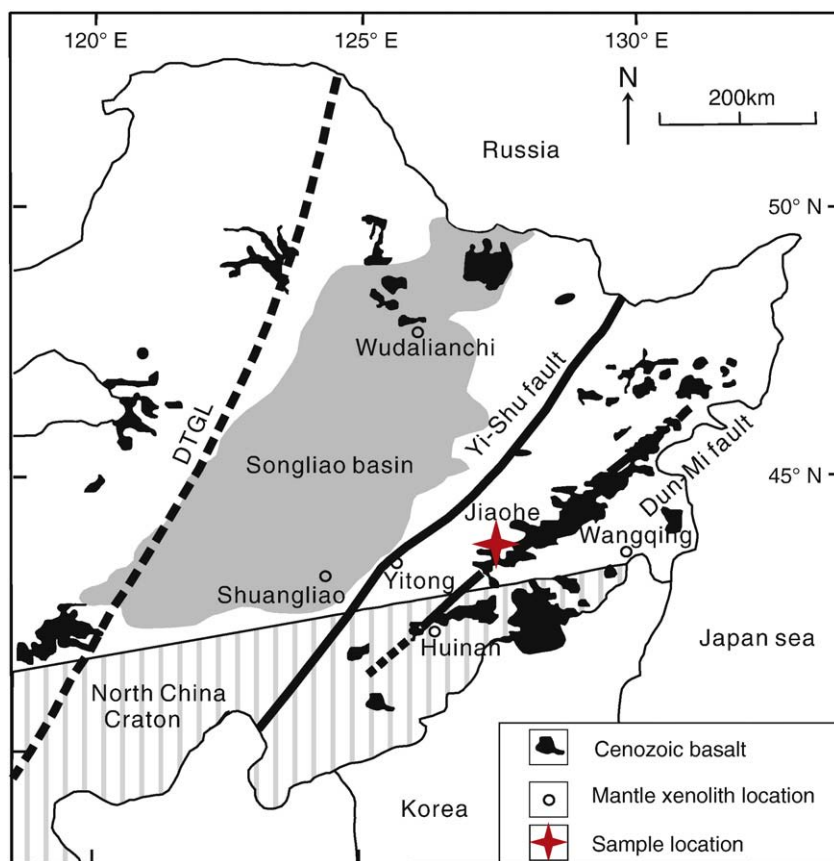 120° E
125° E
130° E
N
200km
Russia
50° N
Wudalianchi
Yi-Shu fault
DTGL
Songliao basin
45° N
Dun-Mi fault
Jiaohe
Wangqing
Yitong
Shuangliao
Huinan
Japan sea
North China
Craton
Cenozoic basalt
Mantle xenolith location
Korea
Sample location